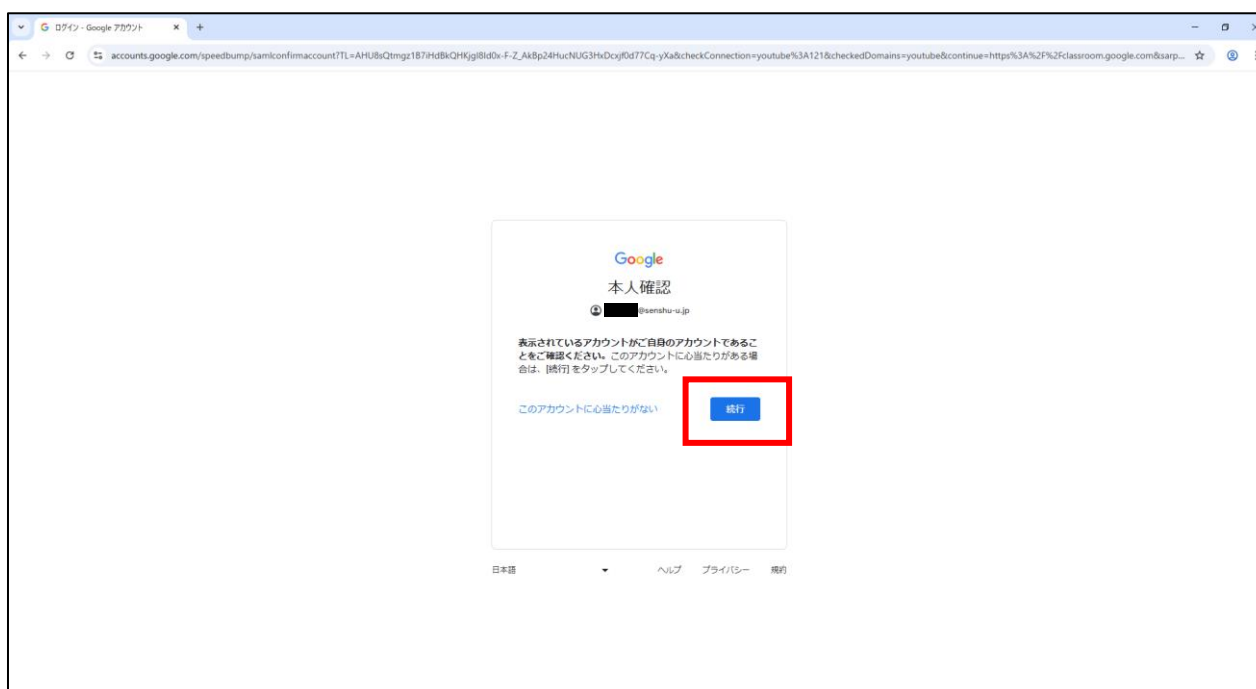 ログイン - Google アカウント
accounts.google.com/speedbump/samlconfirmaccount?TL=AHU8sQtmgz1B7iHdBkQHKjgl8Id0x-F-Z_AkBp24HucNUG3HxDcxjf0d77Cq-yXa&checkConnection=youtube%3A121&checkedDomains=youtube&continue=https%3A%2F%2Fclassroom.google.com&sarp...
Google
本人確認
@senshu-u.jp
表示されているアカウントがご自身のアカウントであるこ
とをご確認ください。このアカウントに心当たりがある場
合は、[続行] をタップしてください。
このアカウントに心当たりがない 続行
日本語 ヘルプ プライバシー 規約